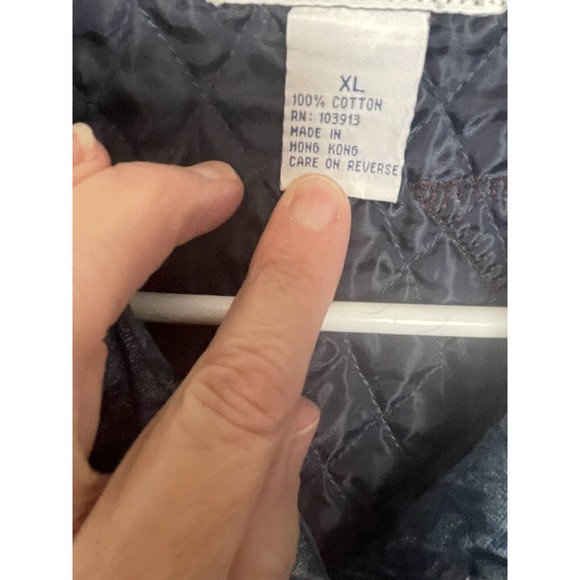 XL
100% COTTON
RN: 103913
MADE IN
HONG KONG
CARE ON REVERSE